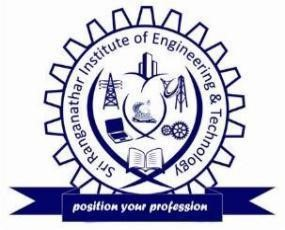 Sri Ranganathar Institute of Engineering & Technology
position your profession